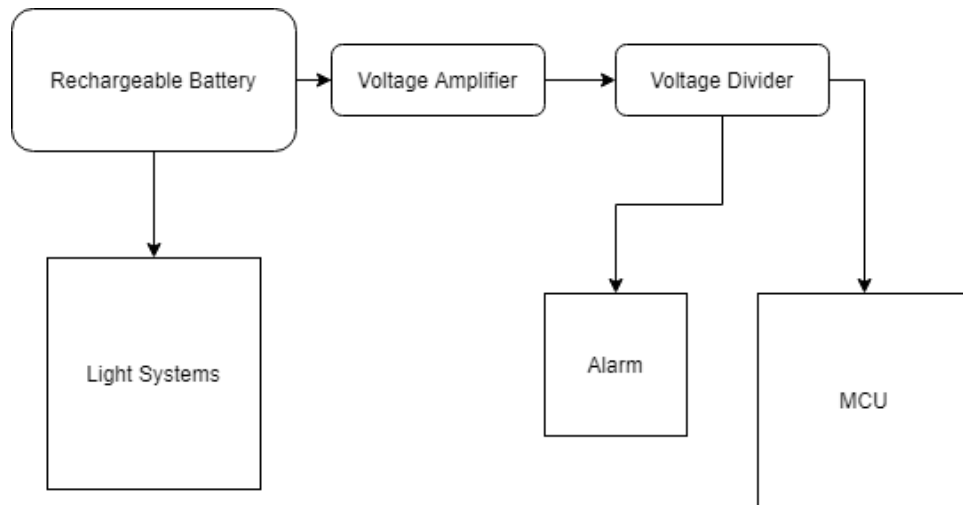 Rechargeable Battery
Voltage Amplifier
Voltage Divider
Light Systems
Alarm
MCU